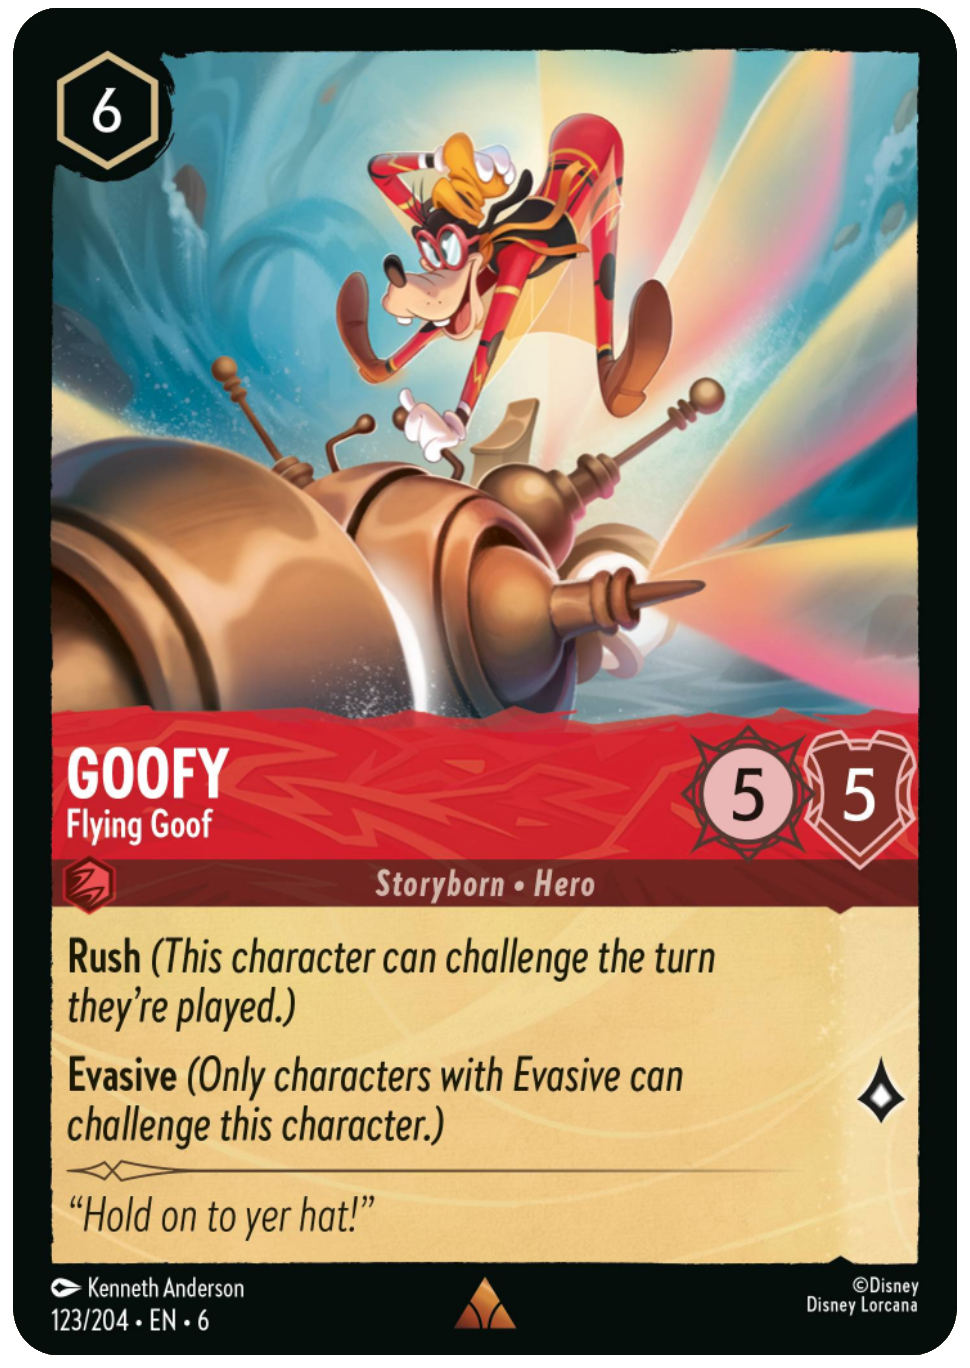 6
GOOFY
Flying Goof
5
5
Storyborn • Hero
Rush (This character can challenge the turn
they’re played.)
Evasive (Only characters with Evasive can
challenge this character.)
“Hold on to yer hat!”
Kenneth Anderson
123/204 • EN • 6
©Disney
Disney Lorcana